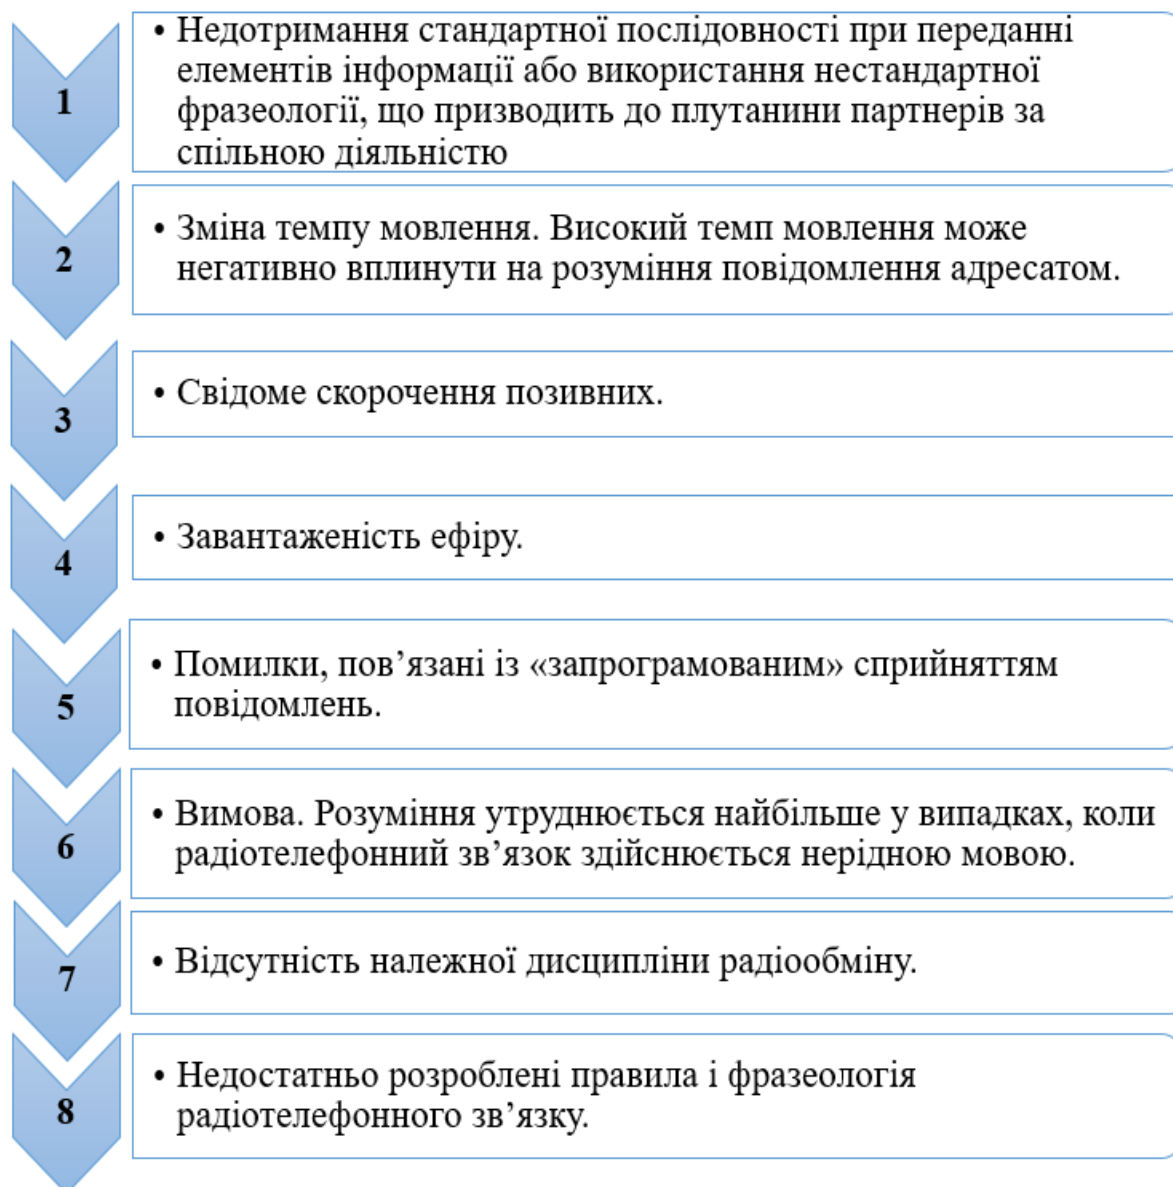 1
• Недотримання стандартної послідовності при переданні
елементів інформації або використання нестандартної
фразеології, що призводить до плутанини партнерів за
спільною діяльністю
2
• Зміна темпу мовлення. Високий темп мовлення може
негативно вплинути на розуміння повідомлення адресатом.
3
• Свідоме скорочення позивних.
4
• Завантаженість ефіру.
5
• Помилки, пов’язані із «запрограмованим» сприйняттям
повідомлень.
6
• Вимова. Розуміння утруднюється найбільше у випадках, коли
радіотелефонний зв’язок здійснюється нерідною мовою.
7
• Відсутність належної дисципліни радіообміну.
8
• Недостатньо розроблені правила і фразеологія
радіотелефонного зв’язку.